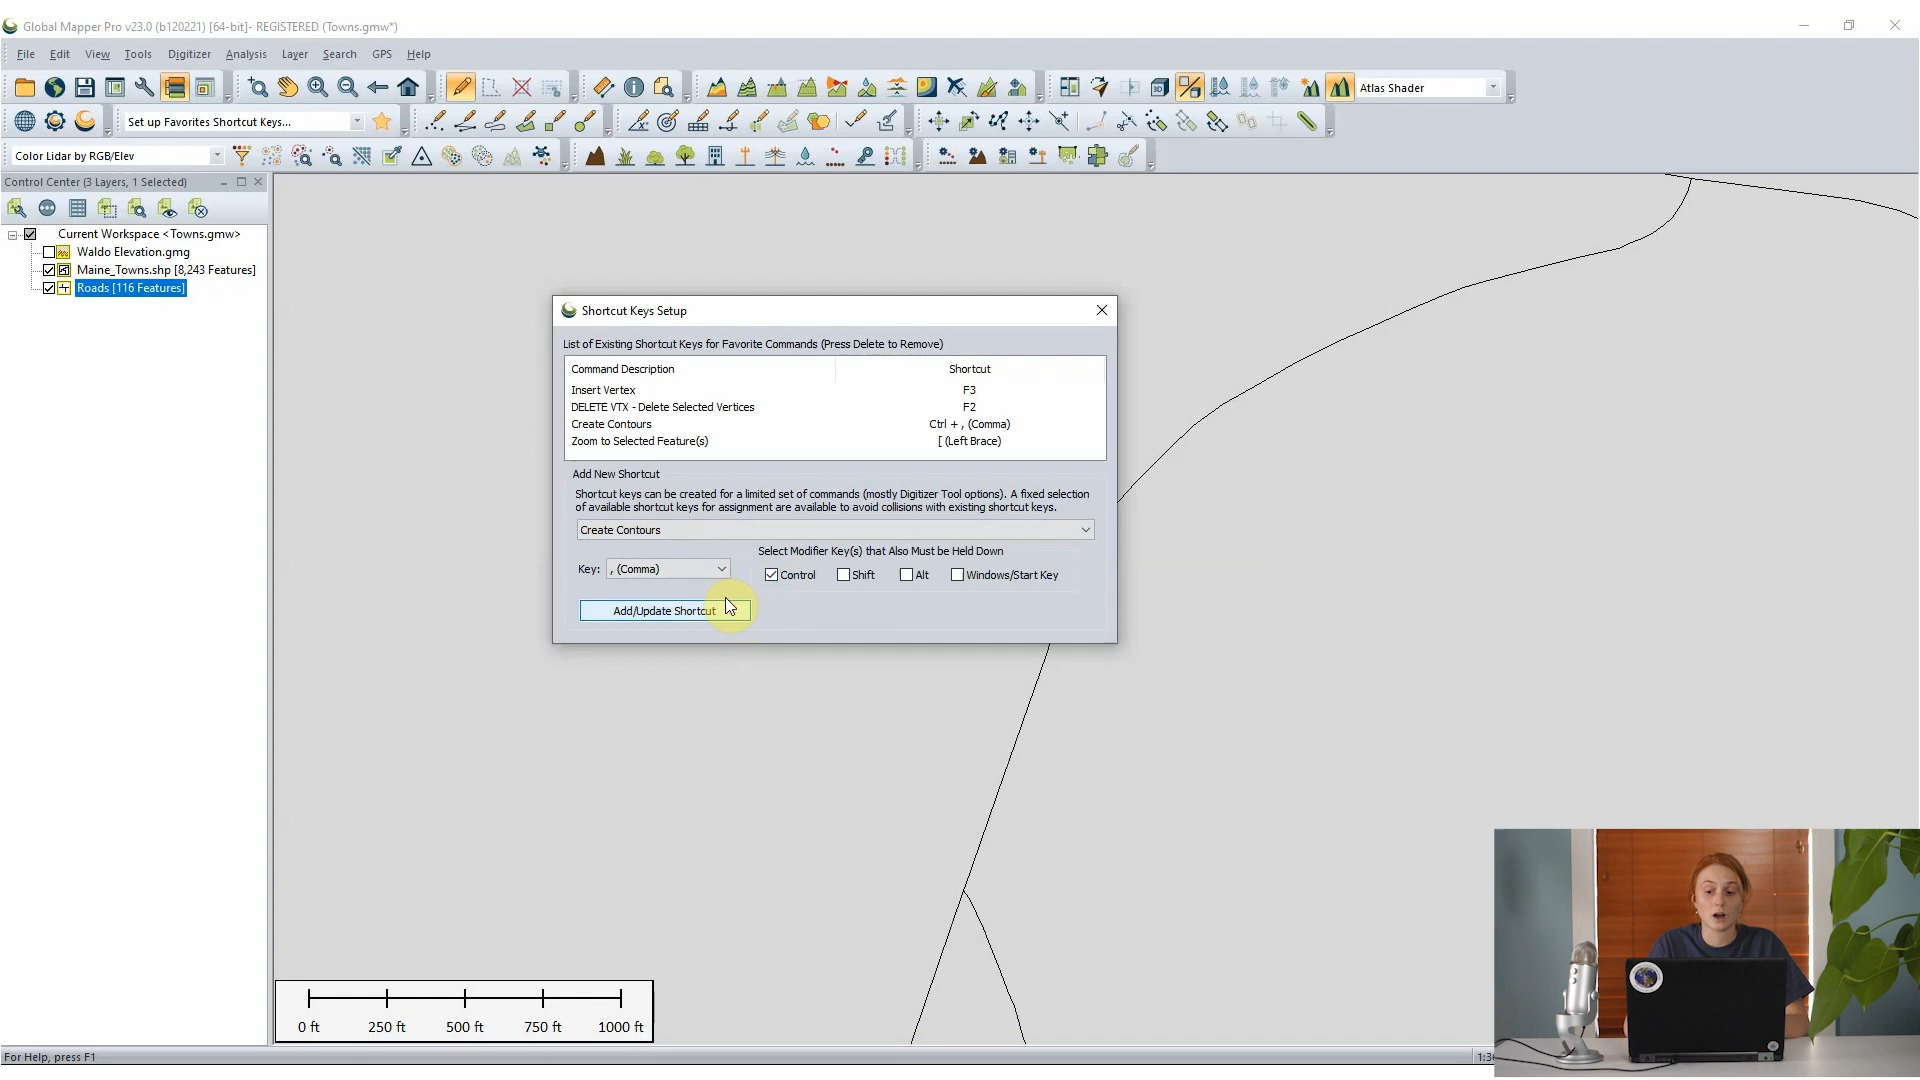 Global Mapper Pro v23.0 (b120221) [64-bit]- REGISTERED (Towns.gmw*)
File Edit View Tools Digitizer Analysis Layer Search GPS Help
Atlas Shader
Set up Favorites Shortcut Keys...
Color Lidar by RGB/Elev
Control Center (3 Layers, 1 Selected)
Current Workspace <Towns.gmw>
Waldo Elevation.gmg
Maine_Towns.shp [8,243 Features]
Roads [116 Features]
Shortcut Keys Setup
List of Existing Shortcut Keys for Favorite Commands (Press Delete to Remove)
Command Description Shortcut
Insert Vertex F3
DELETE VTX - Delete Selected Vertices F2
Create Contours Ctrl + , (Comma)
Zoom to Selected Feature(s) [ (Left Brace)
Add New Shortcut
Shortcut keys can be created for a limited set of commands (mostly Digitizer Tool options). A fixed selection
of available shortcut keys for assignment are available to avoid collisions with existing shortcut keys.
Create Contours
Select Modifier Key(s) that Also Must be Held Down
Key: , (Comma) Control Shift Alt Windows/Start Key
Add/Update Shortcut
0 ft 250 ft 500 ft 750 ft 1000 ft
For Help, press F1